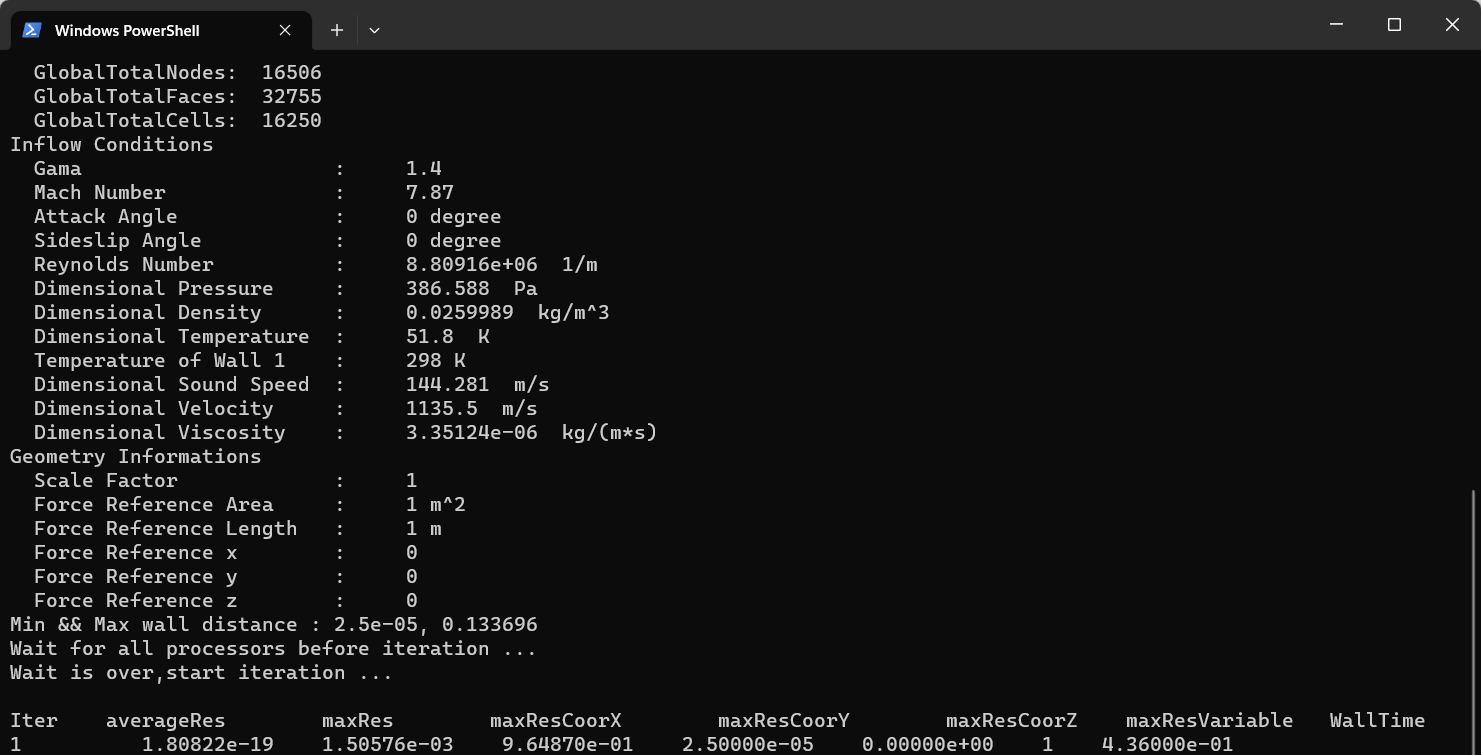 Windows PowerShell
GlobalTotalNodes:  16506
GlobalTotalFaces:  32755
GlobalTotalCells:  16250
Inflow Conditions
Gama : 1.4
Mach Number : 7.87
Attack Angle : 0 degree
Sideslip Angle : 0 degree
Reynolds Number : 8.80916e+06  1/m
Dimensional Pressure : 386.588  Pa
Dimensional Density : 0.0259989  kg/m^3
Dimensional Temperature : 51.8  K
Temperature of Wall 1 : 298 K
Dimensional Sound Speed : 144.281  m/s
Dimensional Velocity : 1135.5  m/s
Dimensional Viscosity : 3.35124e-06  kg/(m*s)
Geometry Informations
Scale Factor : 1
Force Reference Area : 1 m^2
Force Reference Length : 1 m
Force Reference x : 0
Force Reference y : 0
Force Reference z : 0
Min && Max wall distance : 2.5e-05, 0.133696
Wait for all processors before iteration ...
Wait is over,start iteration ...
Iter averageRes maxRes maxResCoorX maxResCoorY maxResCoorZ maxResVariable WallTime
1 1.80822e-19 1.50576e-03 9.64870e-01 2.50000e-05 0.00000e+00 1 4.36000e-01